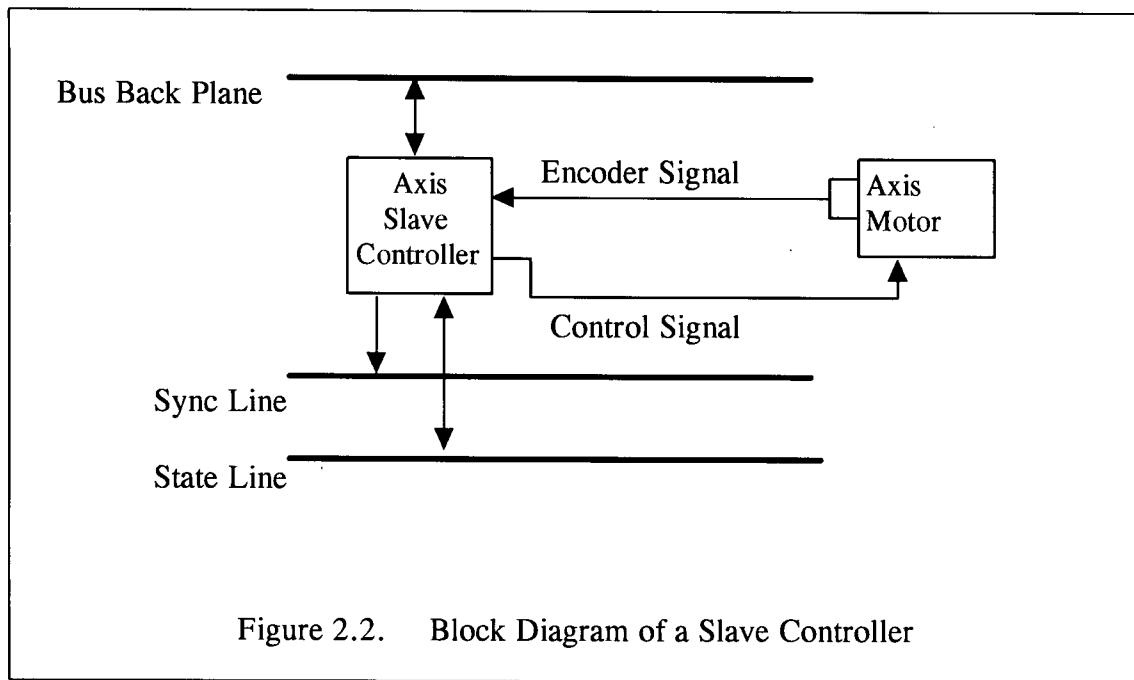 Bus Back Plane
Axis
Slave
Controller
Encoder Signal
Axis
Motor
Control Signal
Sync Line
State Line
Figure 2.2. Block Diagram of a Slave Controller